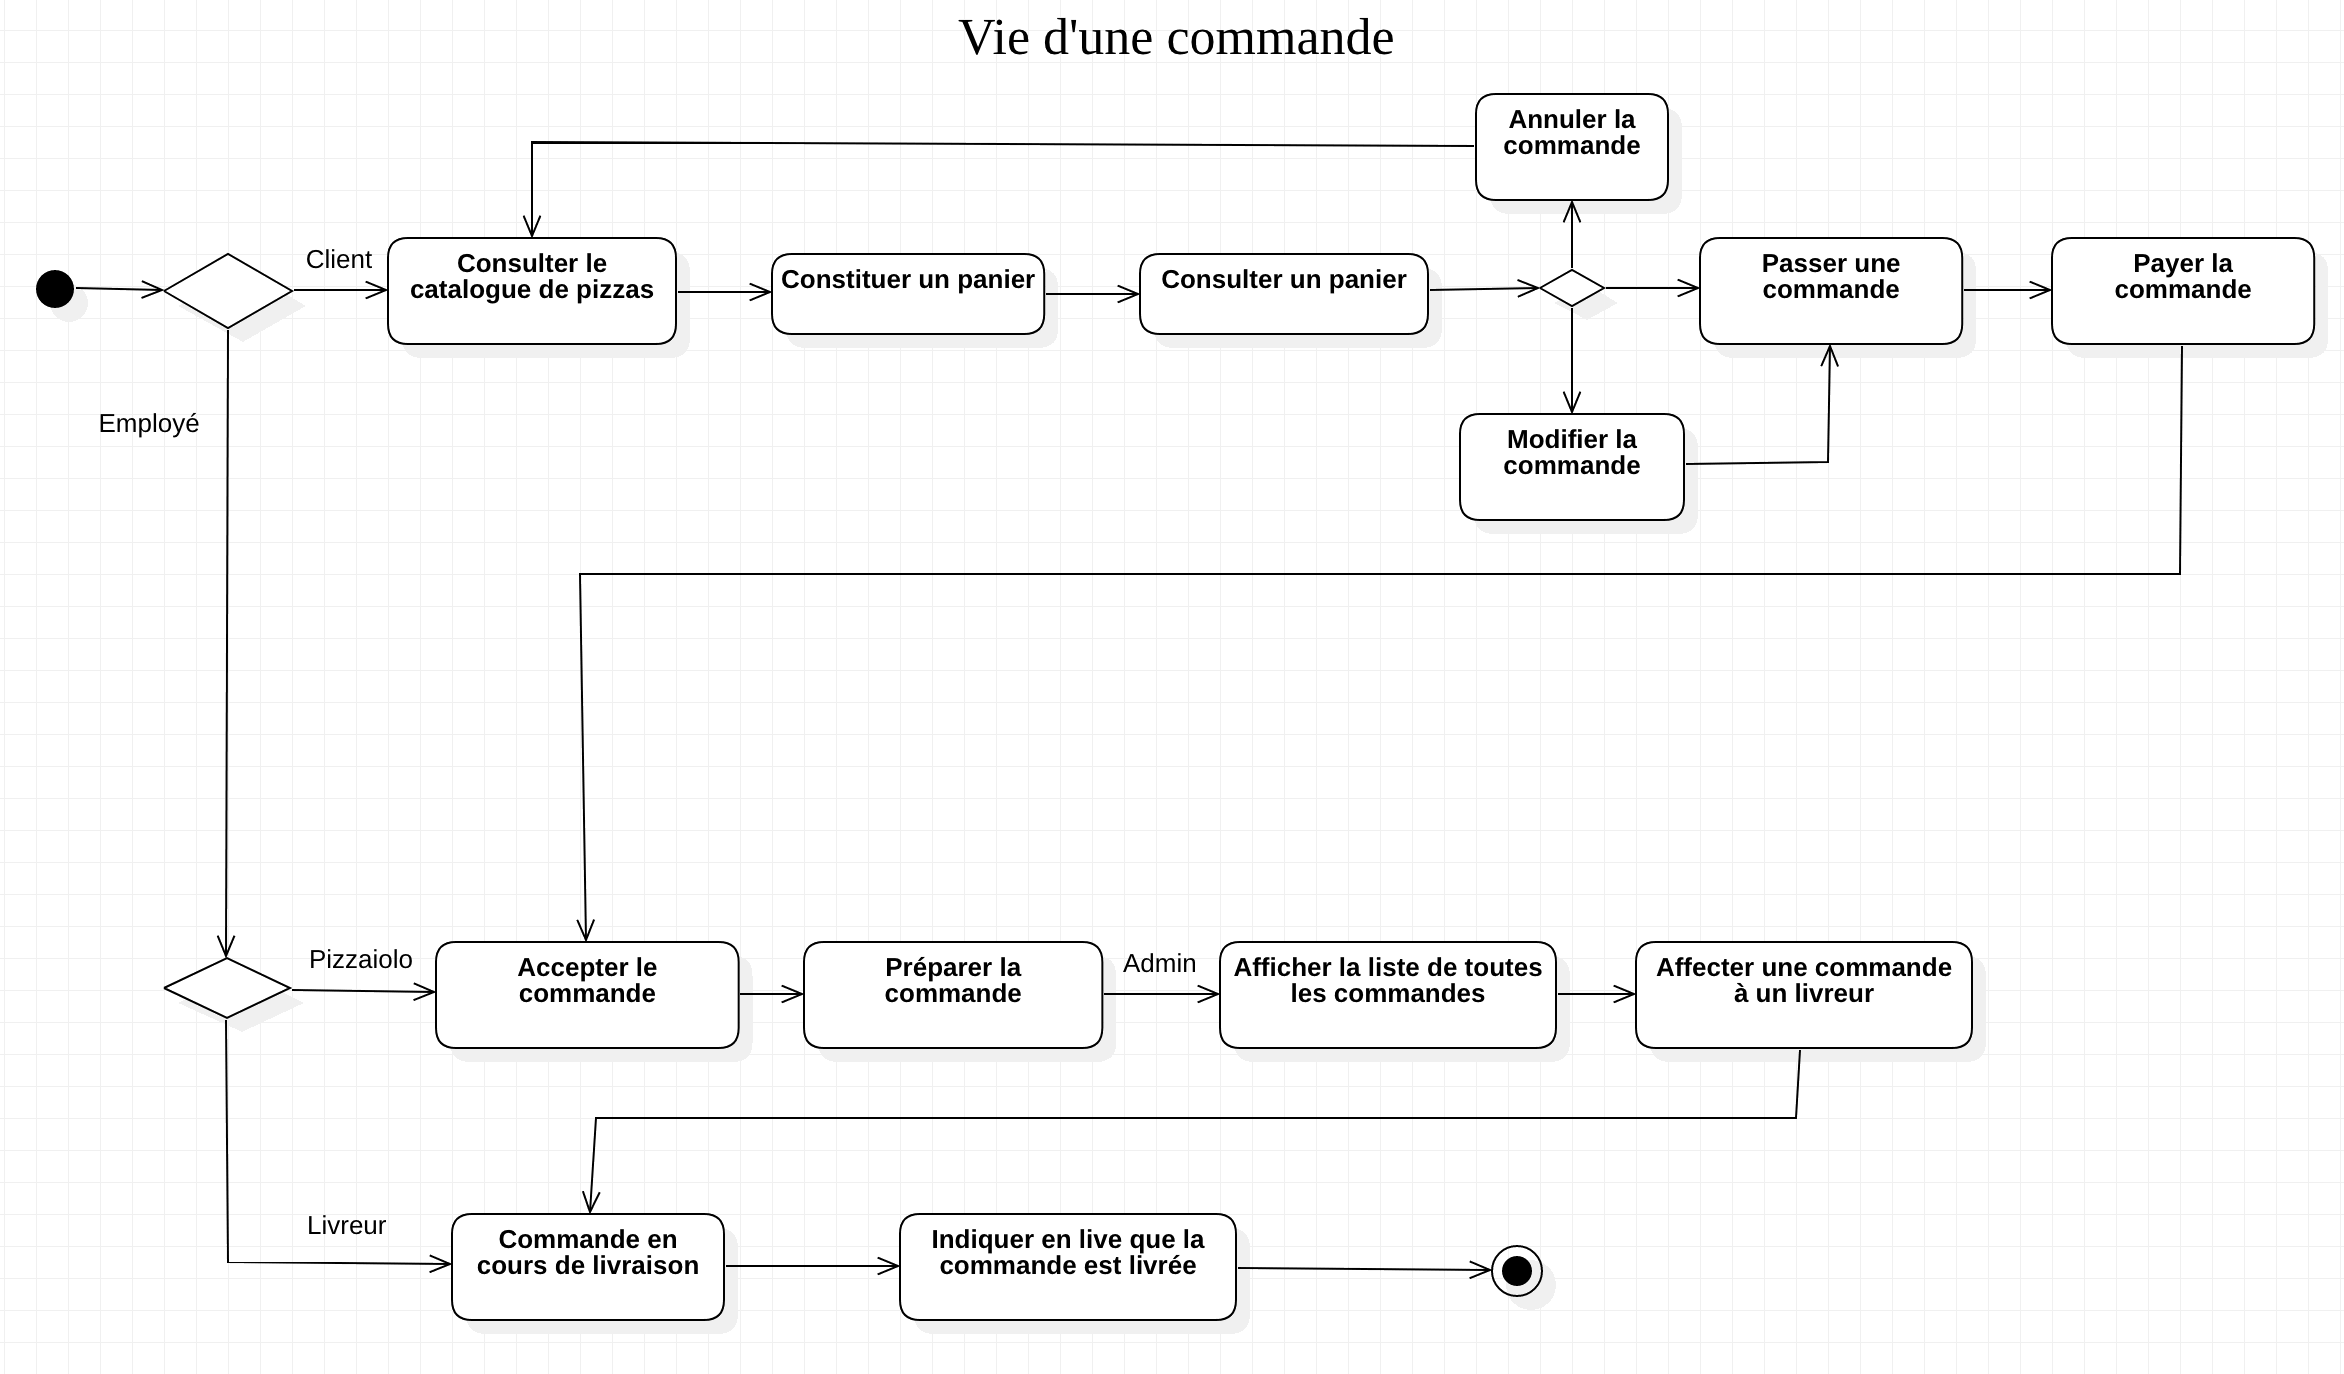 Vie d'une commande
Annuler la
commande
Client
Consulter le
catalogue de pizzas
Constituer un panier
Consulter un panier
Passer une
commande
Payer la
commande
Employé
Modifier la
commande
Pizzaiolo
Accepter le
commande
Préparer la
commande
Admin
Afficher la liste de toutes
les commandes
Affecter une commande
à un livreur
Livreur
Commande en
cours de livraison
Indiquer en live que la
commande est livrée